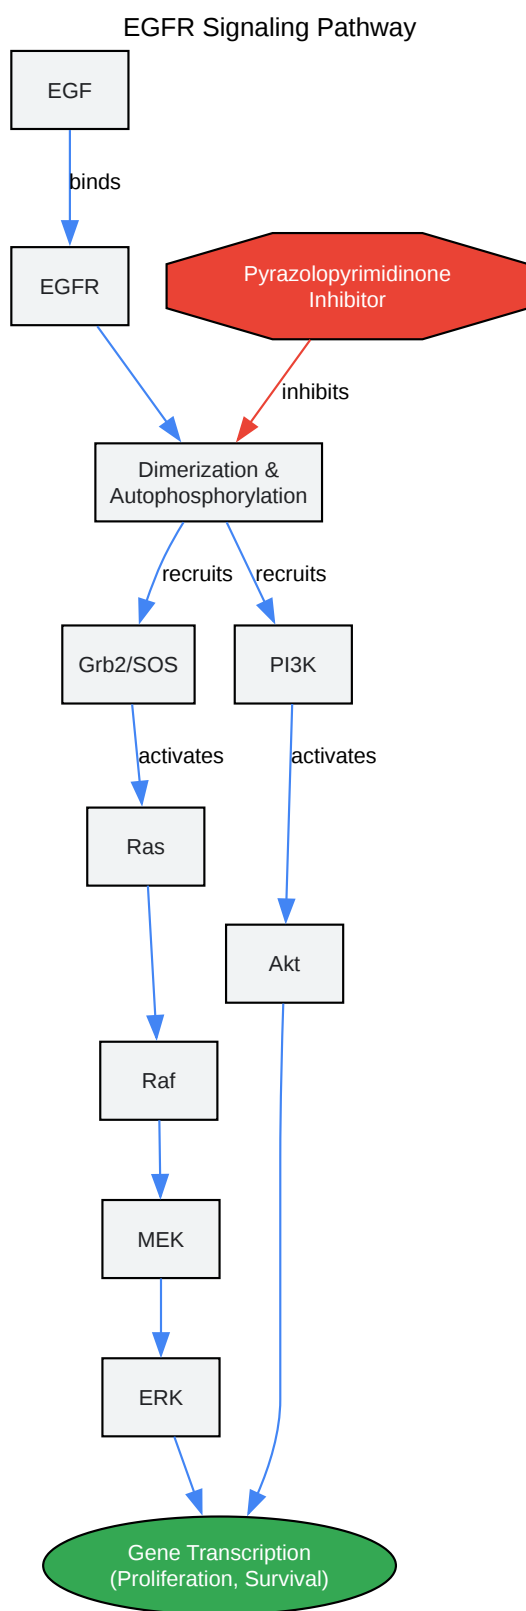 EGFR Signaling Pathway
EGF
binds
EGFR
Pyrazolopyrimidinone
Inhibitor
inhibits
Dimerization &
Autophosphorylation
recruits
recruits
Grb2/SOS
PI3K
activates
activates
Ras
Akt
Raf
MEK
ERK
Gene Transcription
(Proliferation, Survival)